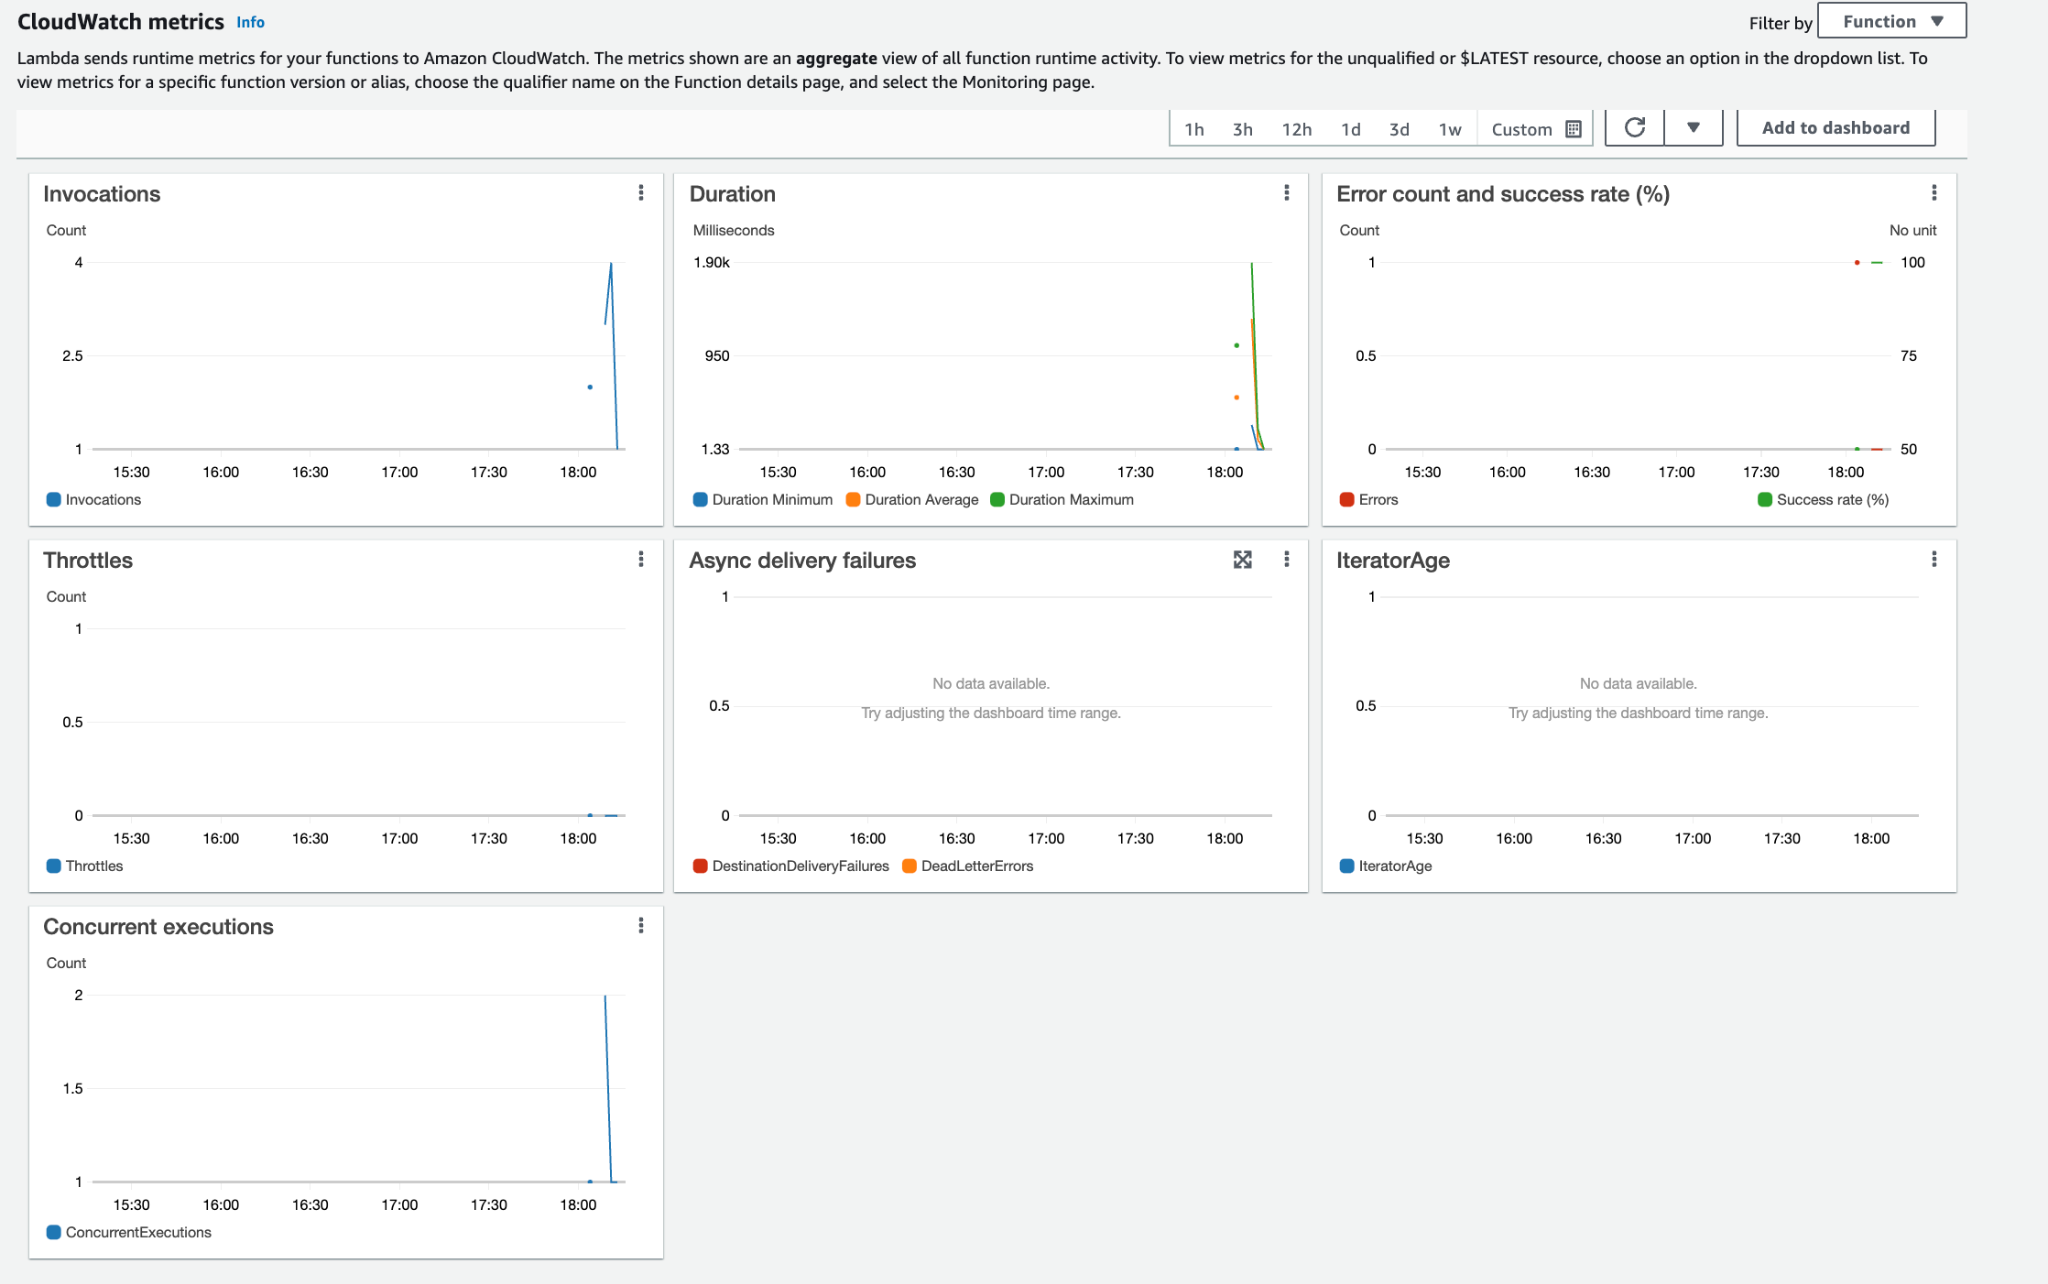 CloudWatch metrics Info
Filter by Function
Lambda sends runtime metrics for your functions to Amazon CloudWatch. The metrics shown are an aggregate view of all function runtime activity. To view metrics for the unqualified or $LATEST resource, choose an option in the dropdown list. To
view metrics for a specific function version or alias, choose the qualifier name on the Function details page, and select the Monitoring page.
1h 3h 12h 1d 3d 1w Custom Add to dashboard
Invocations
Count
4
2.5
1
15:30 16:00 16:30 17:00 17:30 18:00
Invocations
Duration
Milliseconds
1.90k
950
1.33
15:30 16:00 16:30 17:00 17:30 18:00
Duration Minimum Duration Average Duration Maximum
Error count and success rate (%)
Count No unit
1 100
0.5 75
0 50
15:30 16:00 16:30 17:00 17:30 18:00
Errors Success rate (%)
Throttles
Count
1
0.5
0
15:30 16:00 16:30 17:00 17:30 18:00
Throttles
Async delivery failures
1
No data available.
0.5
Try adjusting the dashboard time range.
0
15:30 16:00 16:30 17:00 17:30 18:00
DestinationDeliveryFailures DeadLetterErrors
IteratorAge
1
No data available.
0.5
Try adjusting the dashboard time range.
0
15:30 16:00 16:30 17:00 17:30 18:00
IteratorAge
Concurrent executions
Count
2
1.5
1
15:30 16:00 16:30 17:00 17:30 18:00
ConcurrentExecutions